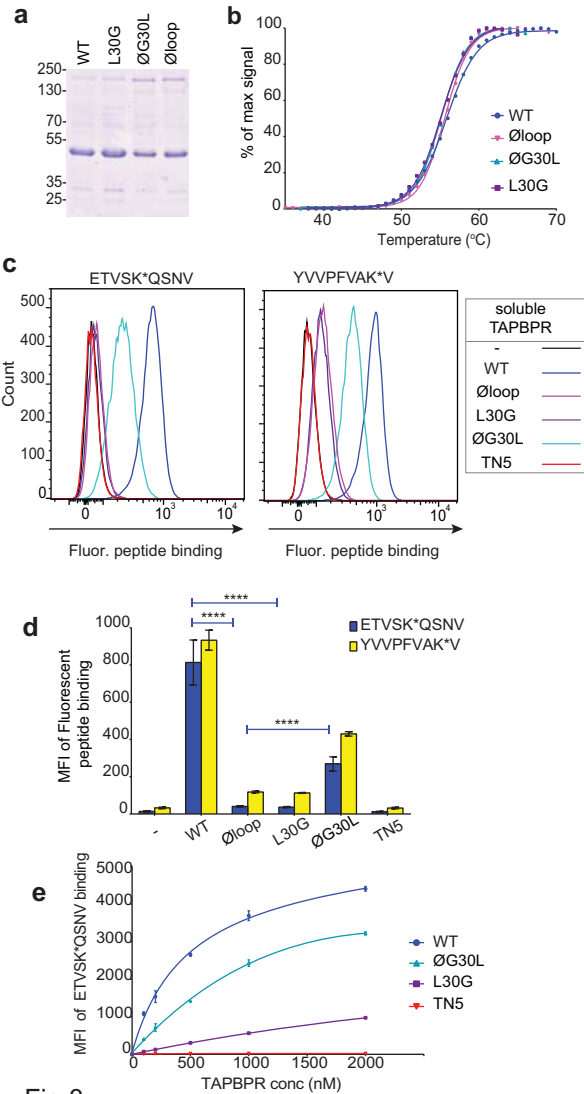 a
WT
L30G
ØG30L
Øloop
250
130
70
55
35
25
b
% of max signal
100
80
60
40
20
0
40
50
60
70
Temperature (ºC)
WT
Øloop
ØG30L
L30G
c
ETVSK*QSNV
YVVPFVAK*V
Count
500
400
300
200
100
0
0
10³
10⁴
0
10³
10⁴
Fluor. peptide binding
Fluor. peptide binding
soluble
TAPBPR
-
WT
Øloop
L30G
ØG30L
TN5
d
MFI of Fluorescent
peptide binding
1000
800
600
400
200
0
****
****
****
ETVSK*QSNV
YVVPFVAK*V
-
WT
Øloop
L30G
ØG30L
TN5
e
MFI of ETVSK*QSNV binding
5000
4000
3000
2000
1000
0
0
500
1000
1500
2000
TAPBPR conc (nM)
WT
ØG30L
L30G
TN5